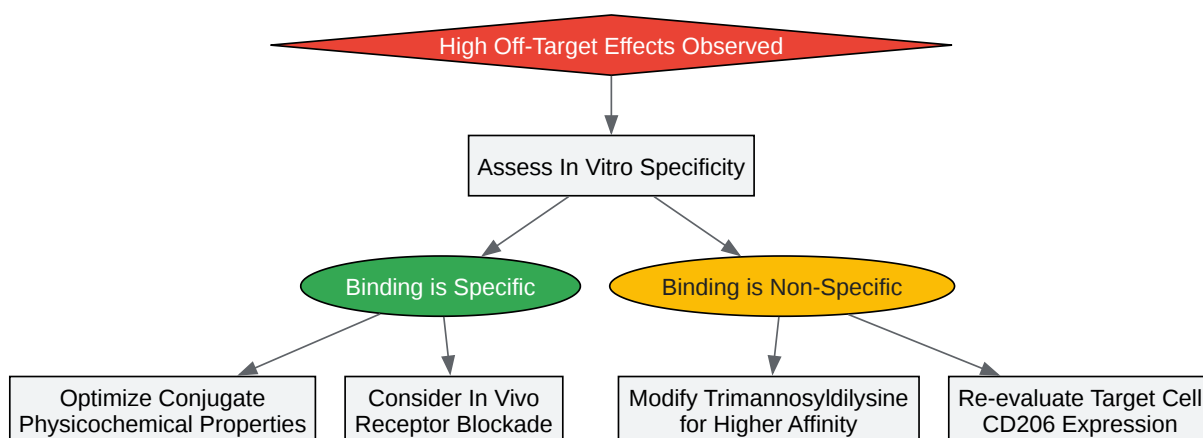 High Off-Target Effects Observed
Assess In Vitro Specificity
Binding is Specific
Binding is Non-Specific
Optimize Conjugate
Physicochemical Properties
Consider In Vivo
Receptor Blockade
Modify Trimannosyldilysine
for Higher Affinity
Re-evaluate Target Cell
CD206 Expression